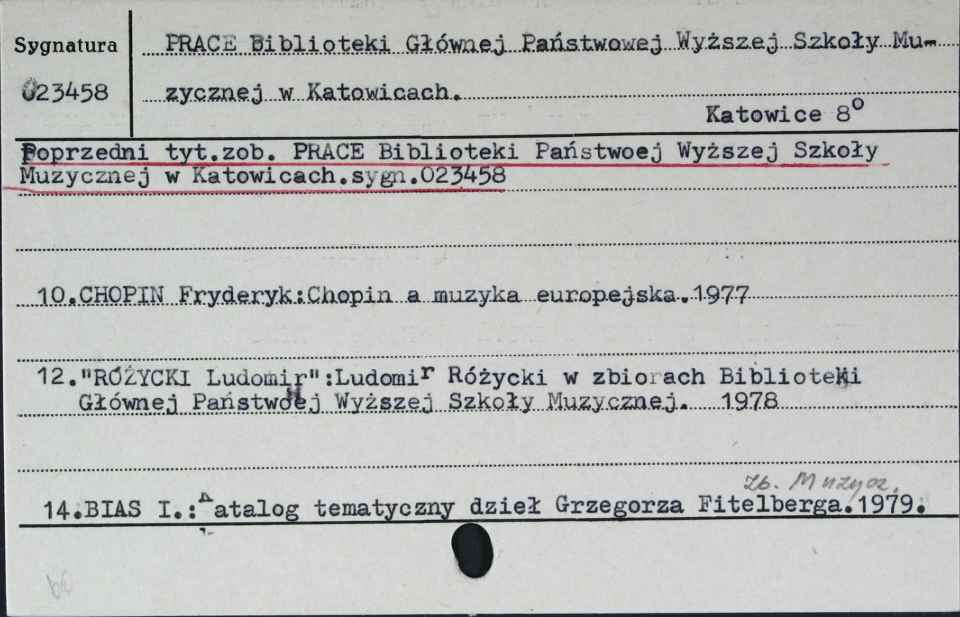 Sygnatura
023458
PRACE Biblioteki Głównej Państwowej Wyższej Szkoły Mu-
zycznej w Katowicach.
Katowice 8°
Poprzedni tyt.zob. PRACE Biblioteki Państwoej Wyższej Szkoły
Muzycznej w Katowicach.sygn.023458
10.CHOPIN Fryderyk:Chopin a muzyka europejska.1977
12."RÓŻYCKI Ludomir":Ludomir Różycki w zbiorach Biblioteki
Głównej Państwoej Wyższej Szkoły Muzycznej. 1978
Zb. Muzycz.
14.BIAS I.: atalog tematyczny dzieł Grzegorza Fitelberga.1979.